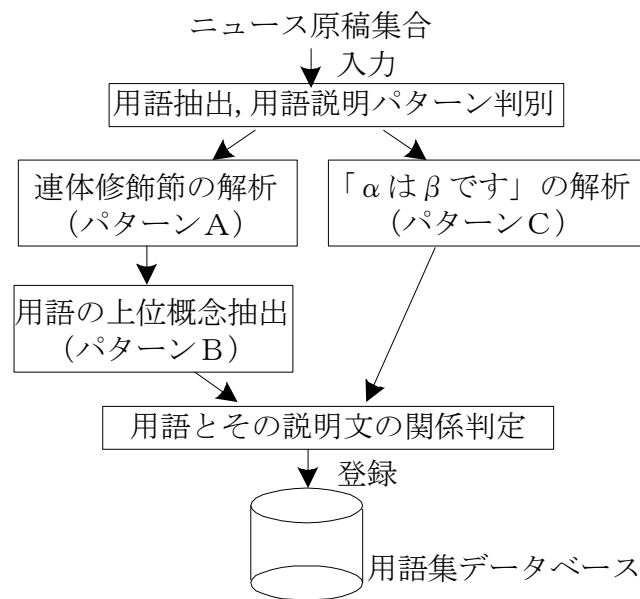 ニュース原稿集合
入力
用語抽出,用語説明パターン判別
連体修飾節の解析
(パターンA)
「αはβです」の解析
(パターンC)
用語の上位概念抽出
(パターンB)
用語とその説明文の関係判定
登録
用語集データベース